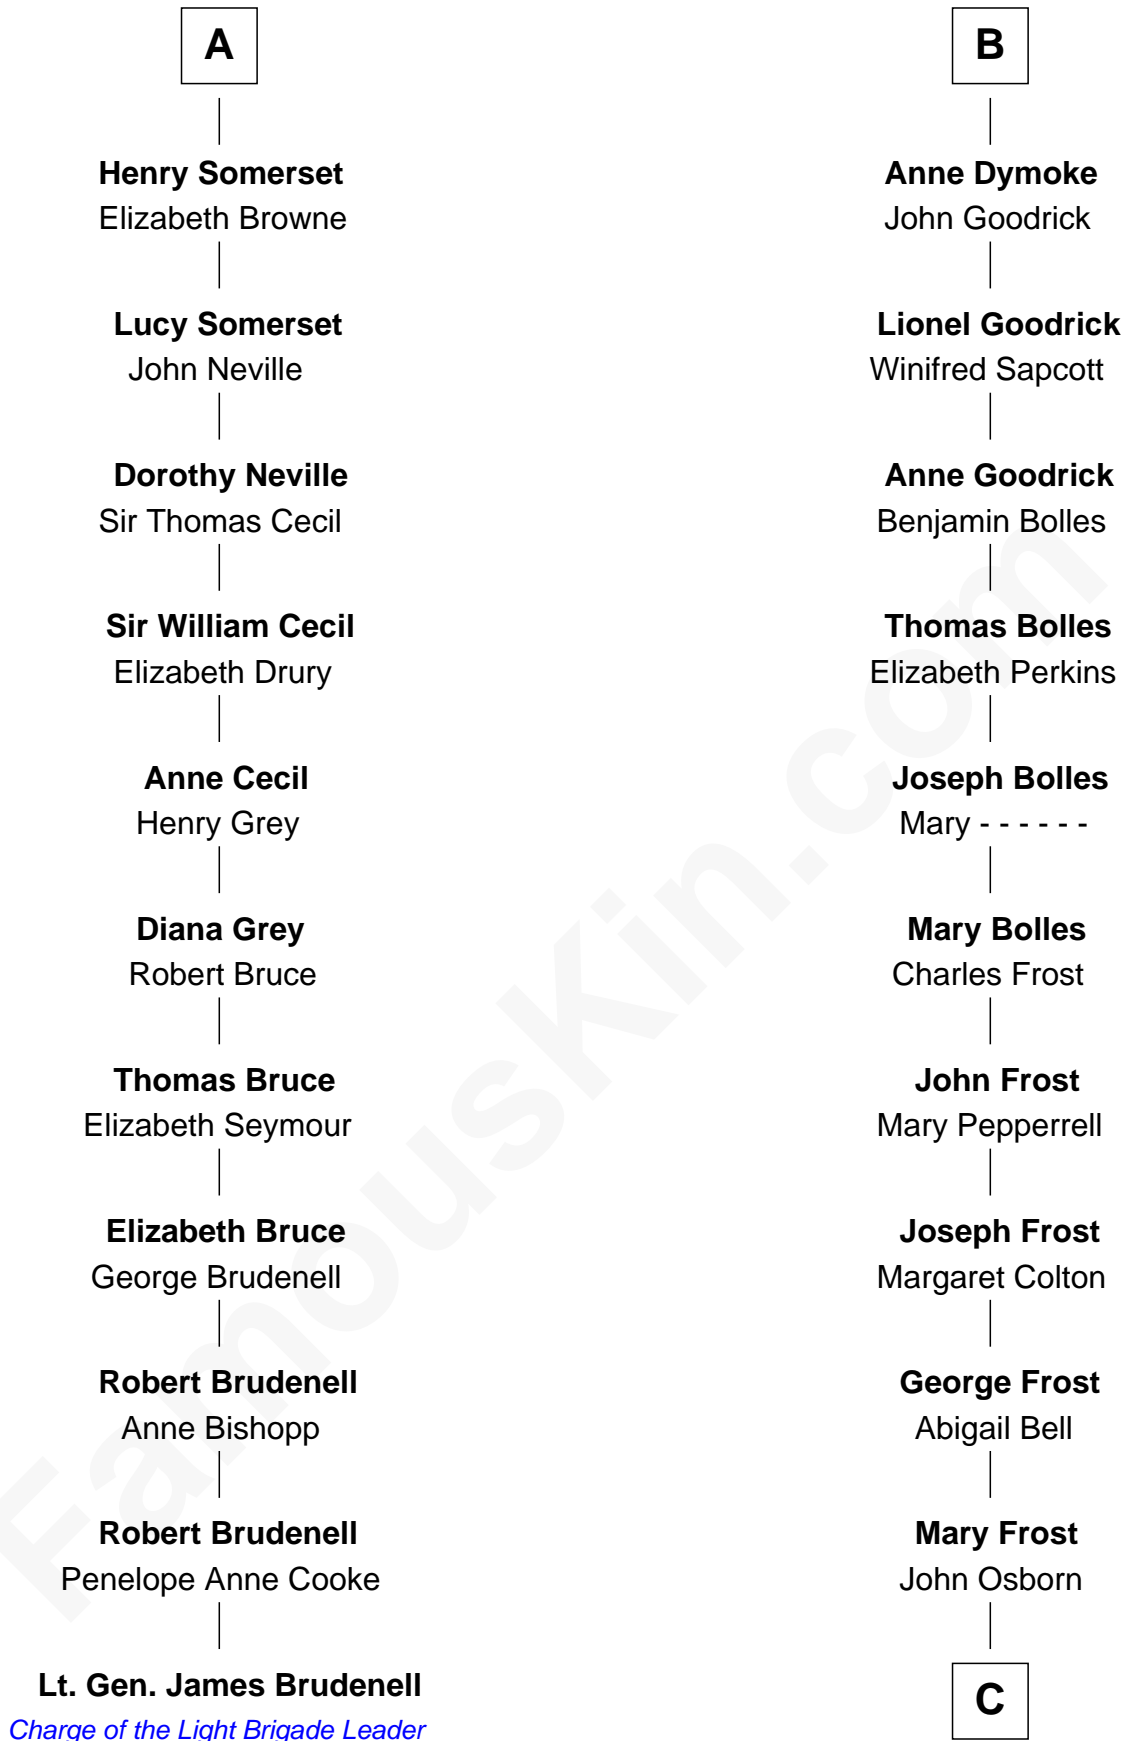 A
Henry Somerset
Elizabeth Browne
Lucy Somerset
John Neville
Dorothy Neville
Sir Thomas Cecil
Sir William Cecil
Elizabeth Drury
Anne Cecil
Henry Grey
Diana Grey
Robert Bruce
Thomas Bruce
Elizabeth Seymour
Elizabeth Bruce
George Brudenell
Robert Brudenell
Anne Bishopp
Robert Brudenell
Penelope Anne Cooke
Lt. Gen. James Brudenell
Charge of the Light Brigade Leader
B
Anne Dymoke
John Goodrick
Lionel Goodrick
Winifred Sapcott
Anne Goodrick
Benjamin Bolles
Thomas Bolles
Elizabeth Perkins
Joseph Bolles
Mary - - - - - -
Mary Bolles
Charles Frost
John Frost
Mary Pepperrell
Joseph Frost
Margaret Colton
George Frost
Abigail Bell
Mary Frost
John Osborn
C
FamousKin.com